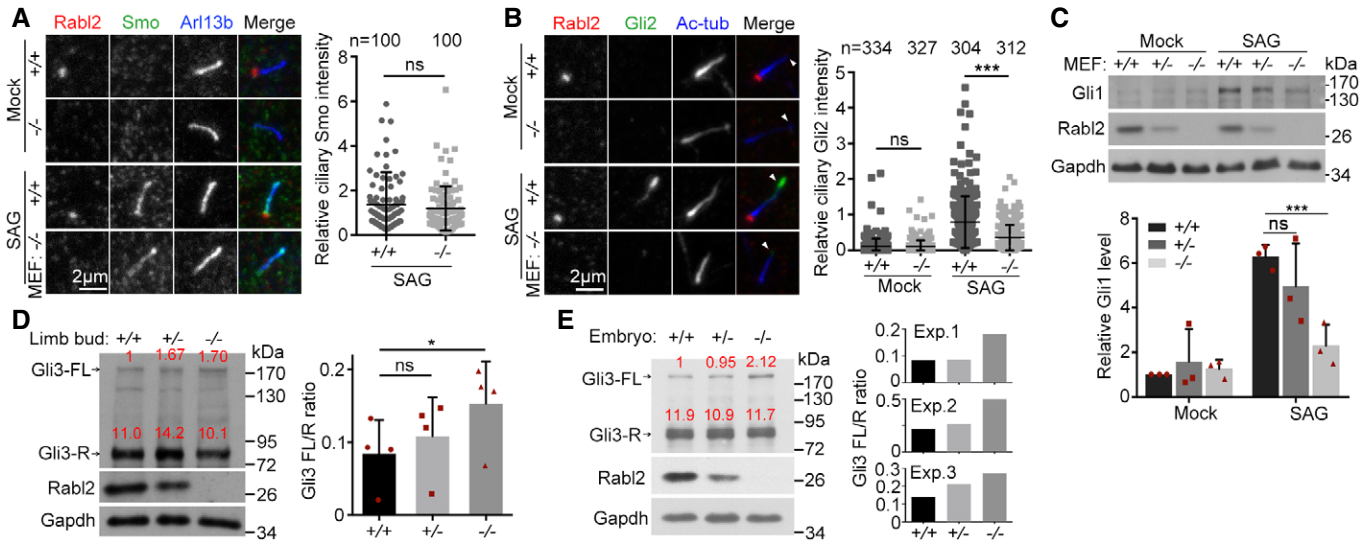 A
Rabl2 Smo Arl13b Merge
Mock
+/+
-/-
SAG
+/+
MEF: -/-
2μm
n=100 100
ns
Relative ciliary Smo intensity
8
6
4
2
0
+/+ -/-
SAG
B
Rabl2 Gli2 Ac-tub Merge
Mock
+/+
-/-
SAG
+/+
MEF: -/-
2μm
n=334 327 304 312
ns
***
Relatvie ciliary Gli2 intensity
5
4
3
2
1
0
+/+ -/- +/+ -/-
Mock SAG
C
Mock SAG
MEF: +/+ +/- -/- +/+ +/- -/- kDa
Gli1
-170
-130
Rabl2
-26
Gapdh
-34
Relative Gli1 level
8
6
4
2
0
+/+
+/-
-/-
ns
***
Mock SAG
D
Limb bud: +/+ +/- -/- kDa
1 1.67 1.70
Gli3-FL→
-170
-130
11.0 14.2 10.1
-95
Gli3-R→
-72
Rabl2
-26
Gapdh
-34
Gli3 FL/R ratio
0.2
0.1
0
ns
*
+/+ +/- -/-
E
Embryo: +/+ +/- -/- kDa
1 0.95 2.12
Gli3-FL→
-170
-130
11.9 10.9 11.7
-95
Gli3-R→
-72
Rabl2
-26
Gapdh
-34
Gli3 FL/R ratio
Exp.1
0.2
0.1
0
Exp.2
0.50
0.25
0
Exp.3
0.3
0.2
0.1
0
+/+ +/- -/-